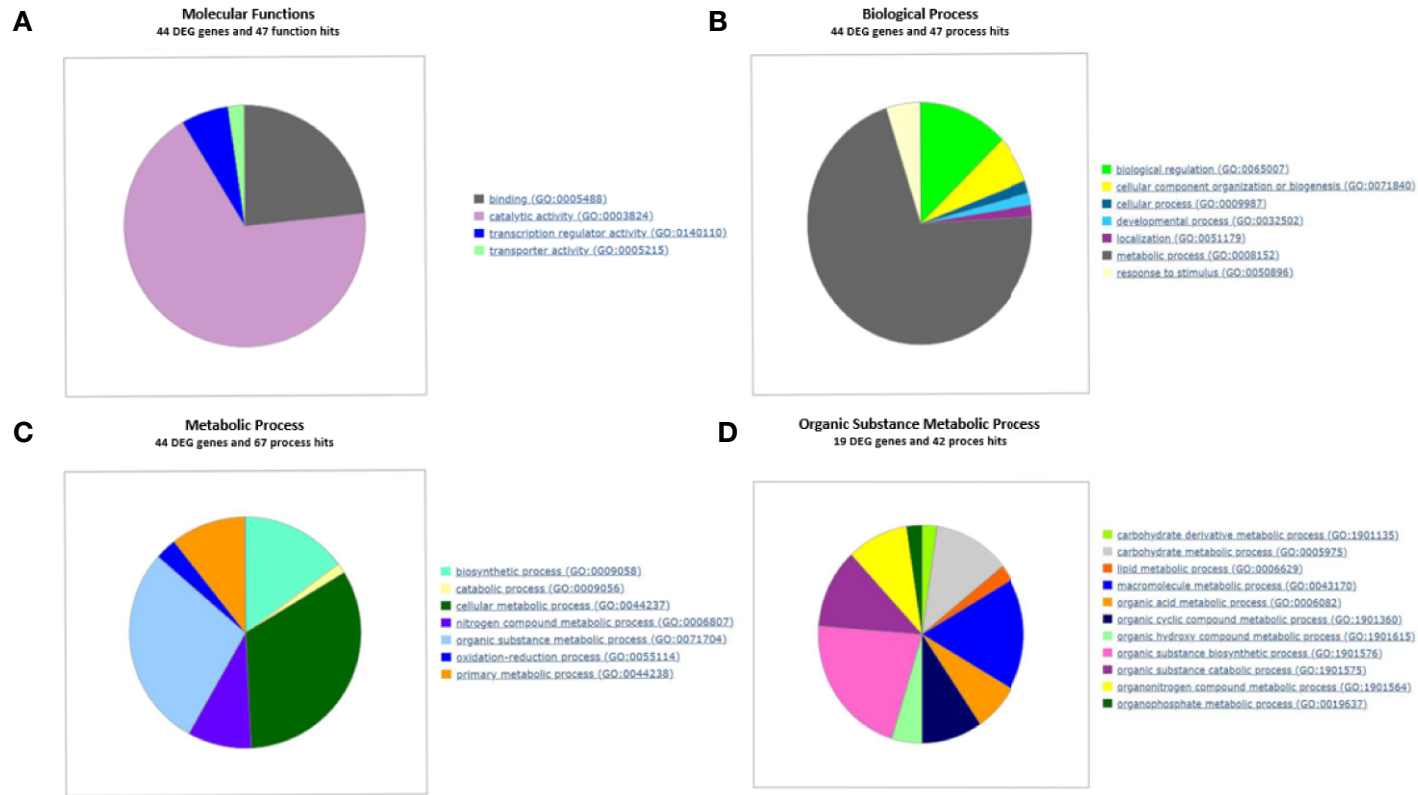 A
Molecular Functions
44 DEG genes and 47 function hits
binding (GO:0005488)
catalytic activity (GO:0003824)
transcription regulator activity (GO:0140110)
transporter activity (GO:0005215)
B
Biological Process
44 DEG genes and 47 process hits
biological regulation (GO:0065007)
cellular component organization or biogenesis (GO:0071840)
cellular process (GO:0009987)
developmental process (GO:0032502)
localization (GO:0051179)
metabolic process (GO:0008152)
response to stimulus (GO:0050896)
C
Metabolic Process
44 DEG genes and 67 process hits
biosynthetic process (GO:0009058)
catabolic process (GO:0009056)
cellular metabolic process (GO:0044237)
nitrogen compound metabolic process (GO:0006807)
organic substance metabolic process (GO:0071704)
oxidation-reduction process (GO:0055114)
primary metabolic process (GO:0044238)
D
Organic Substance Metabolic Process
19 DEG genes and 42 proces hits
carbohydrate derivative metabolic process (GO:1901135)
carbohydrate metabolic process (GO:0005975)
lipid metabolic process (GO:0006629)
macromolecule metabolic process (GO:0043170)
organic acid metabolic process (GO:0006082)
organic cyclic compound metabolic process (GO:1901360)
organic hydroxy compound metabolic process (GO:1901615)
organic substance biosynthetic process (GO:1901576)
organic substance catabolic process (GO:1901575)
organonitrogen compound metabolic process (GO:1901564)
organophosphate metabolic process (GO:0019637)